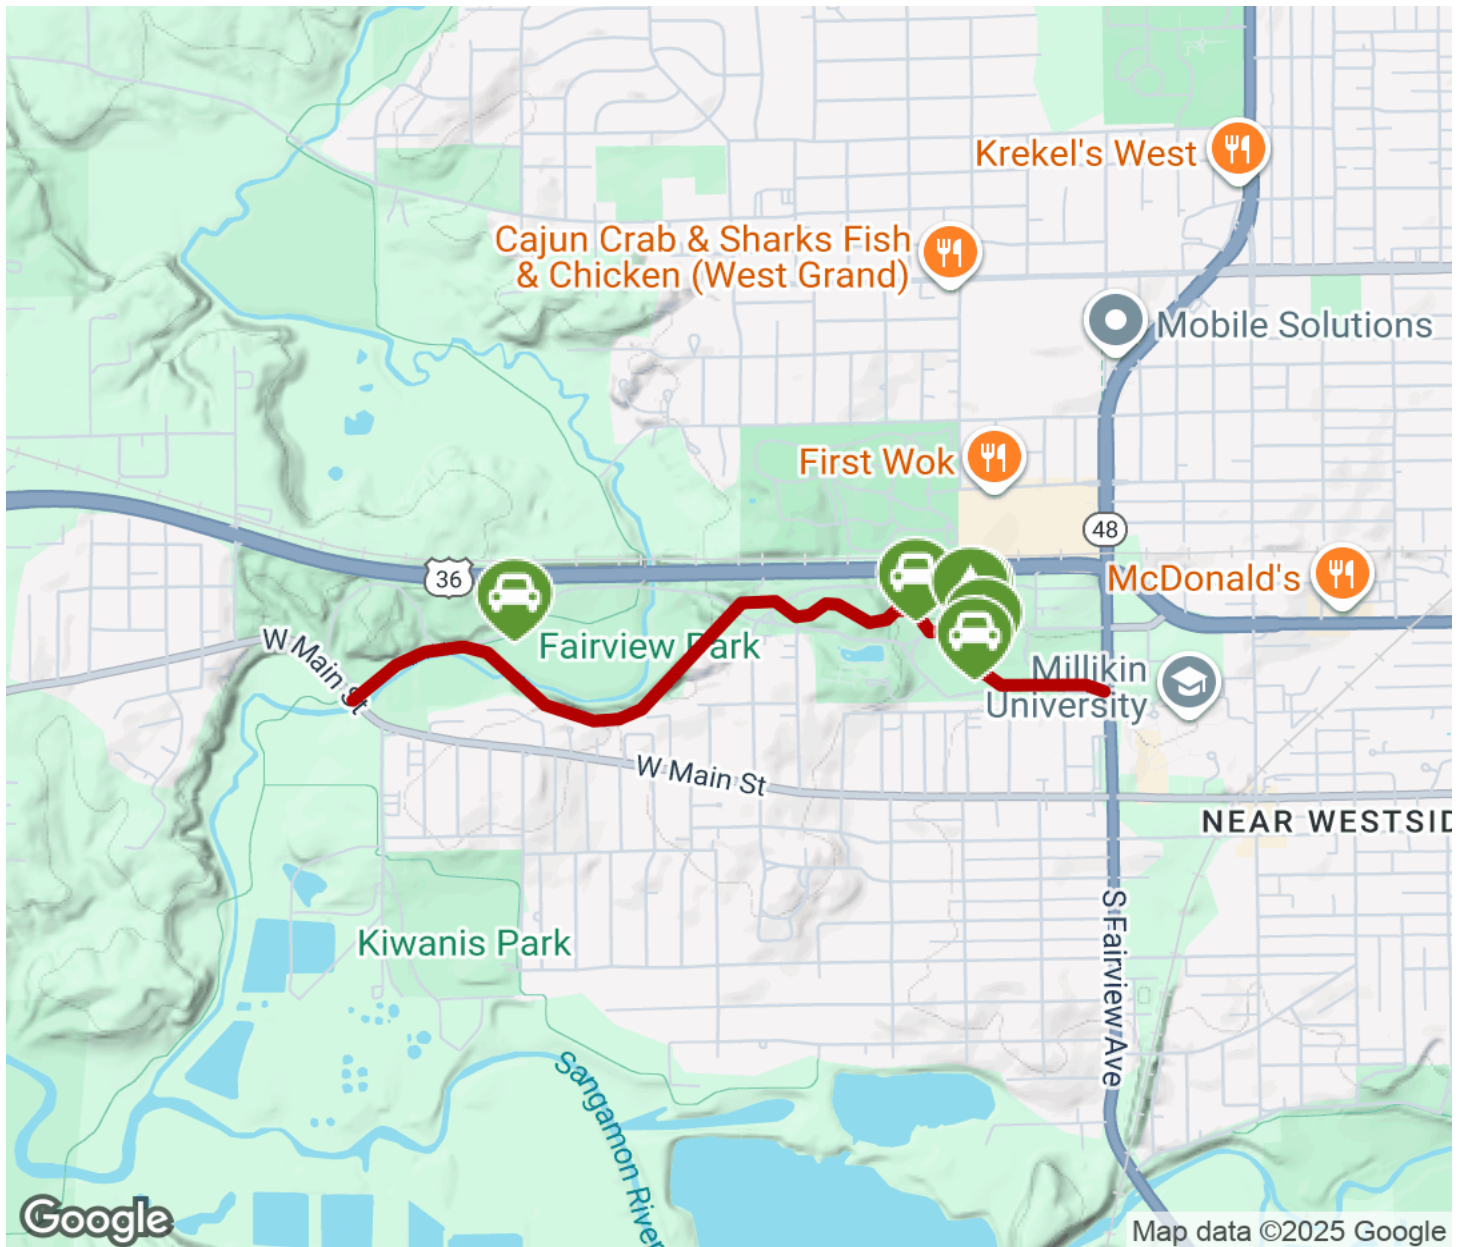 Krekel's West
Cajun Crab & Sharks Fish
& Chicken (West Grand)
Mobile Solutions
First Wok
48
36
McDonald's
W Main St
Fairview Park
Millikin
University
W Main St
NEAR WESTSID
Kiwanis Park
S Fairview Ave
Sangamon River
Google
Map data ©2025 Google